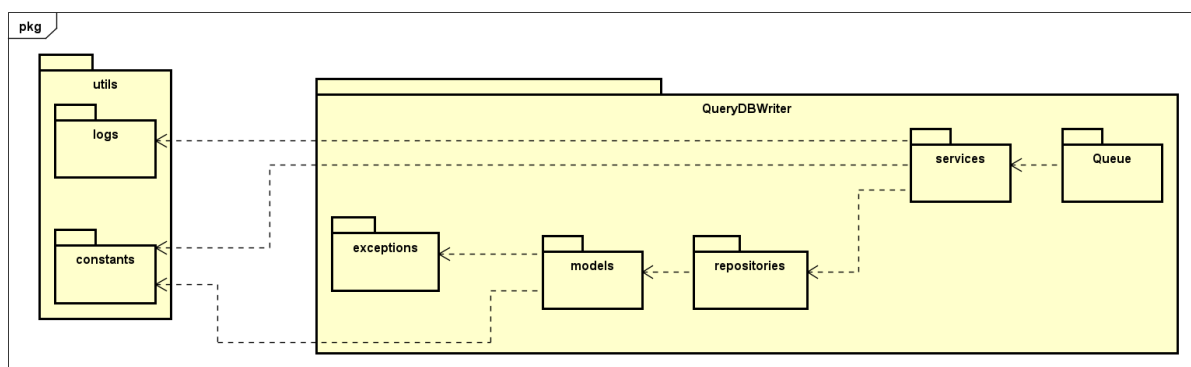 pkg
utils
QueryDBWriter
logs
services
Queue
exceptions
constants
models
repositories